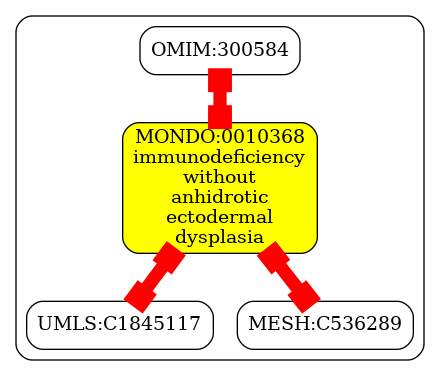 OMIM:300584
MONDO:0010368
immunodeficiency
without
anhidrotic
ectodermal
dysplasia
UMLS:C1845117
MESH:C536289